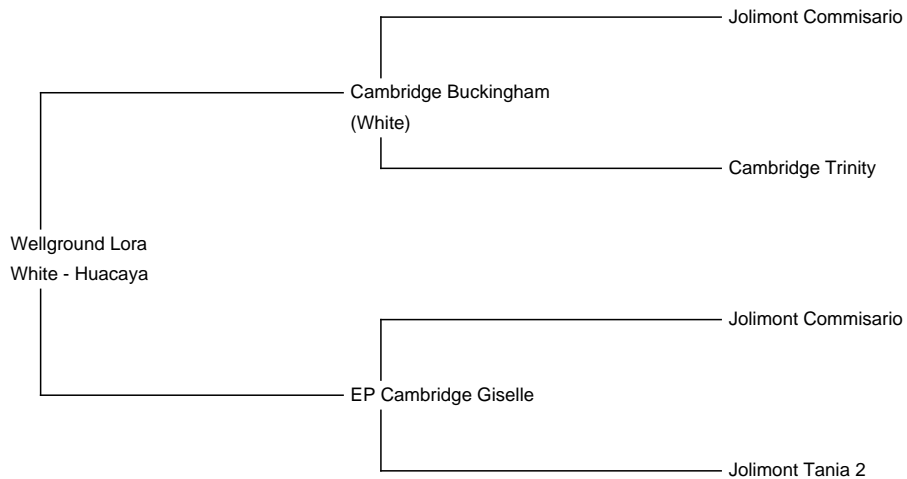 Jolimont Commisario
Cambridge Buckingham
(White)
Cambridge Trinity
Wellground Lora
White - Huacaya
Jolimont Commisario
EP Cambridge Giselle
Jolimont Tania 2